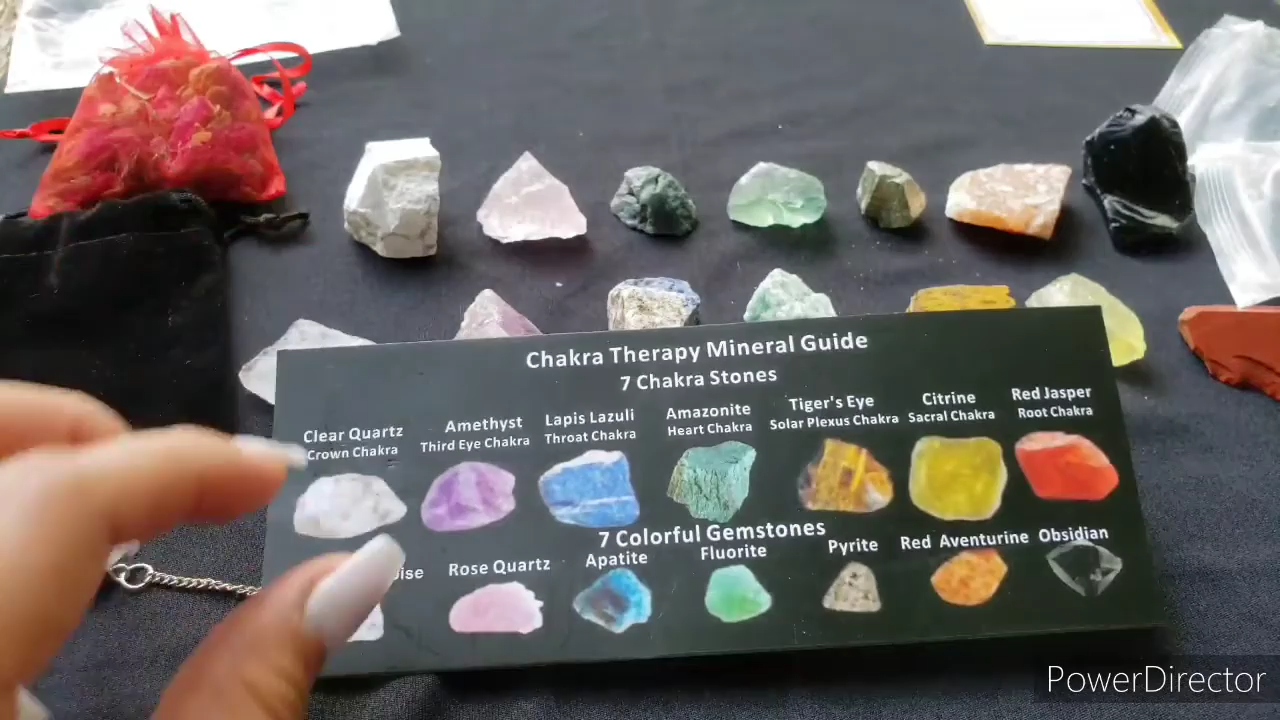 Chakra Therapy Mineral Guide
7 Chakra Stones
Clear Quartz
Crown Chakra
Amethyst
Third Eye Chakra
Lapis Lazuli
Throat Chakra
Amazonite
Heart Chakra
Tiger's Eye
Solar Plexus Chakra
Citrine
Sacral Chakra
Red Jasper
Root Chakra
7 Colorful Gemstones
Rose Quartz
Apatite
Fluorite
Pyrite
Red Aventurine
Obsidian
PowerDirector